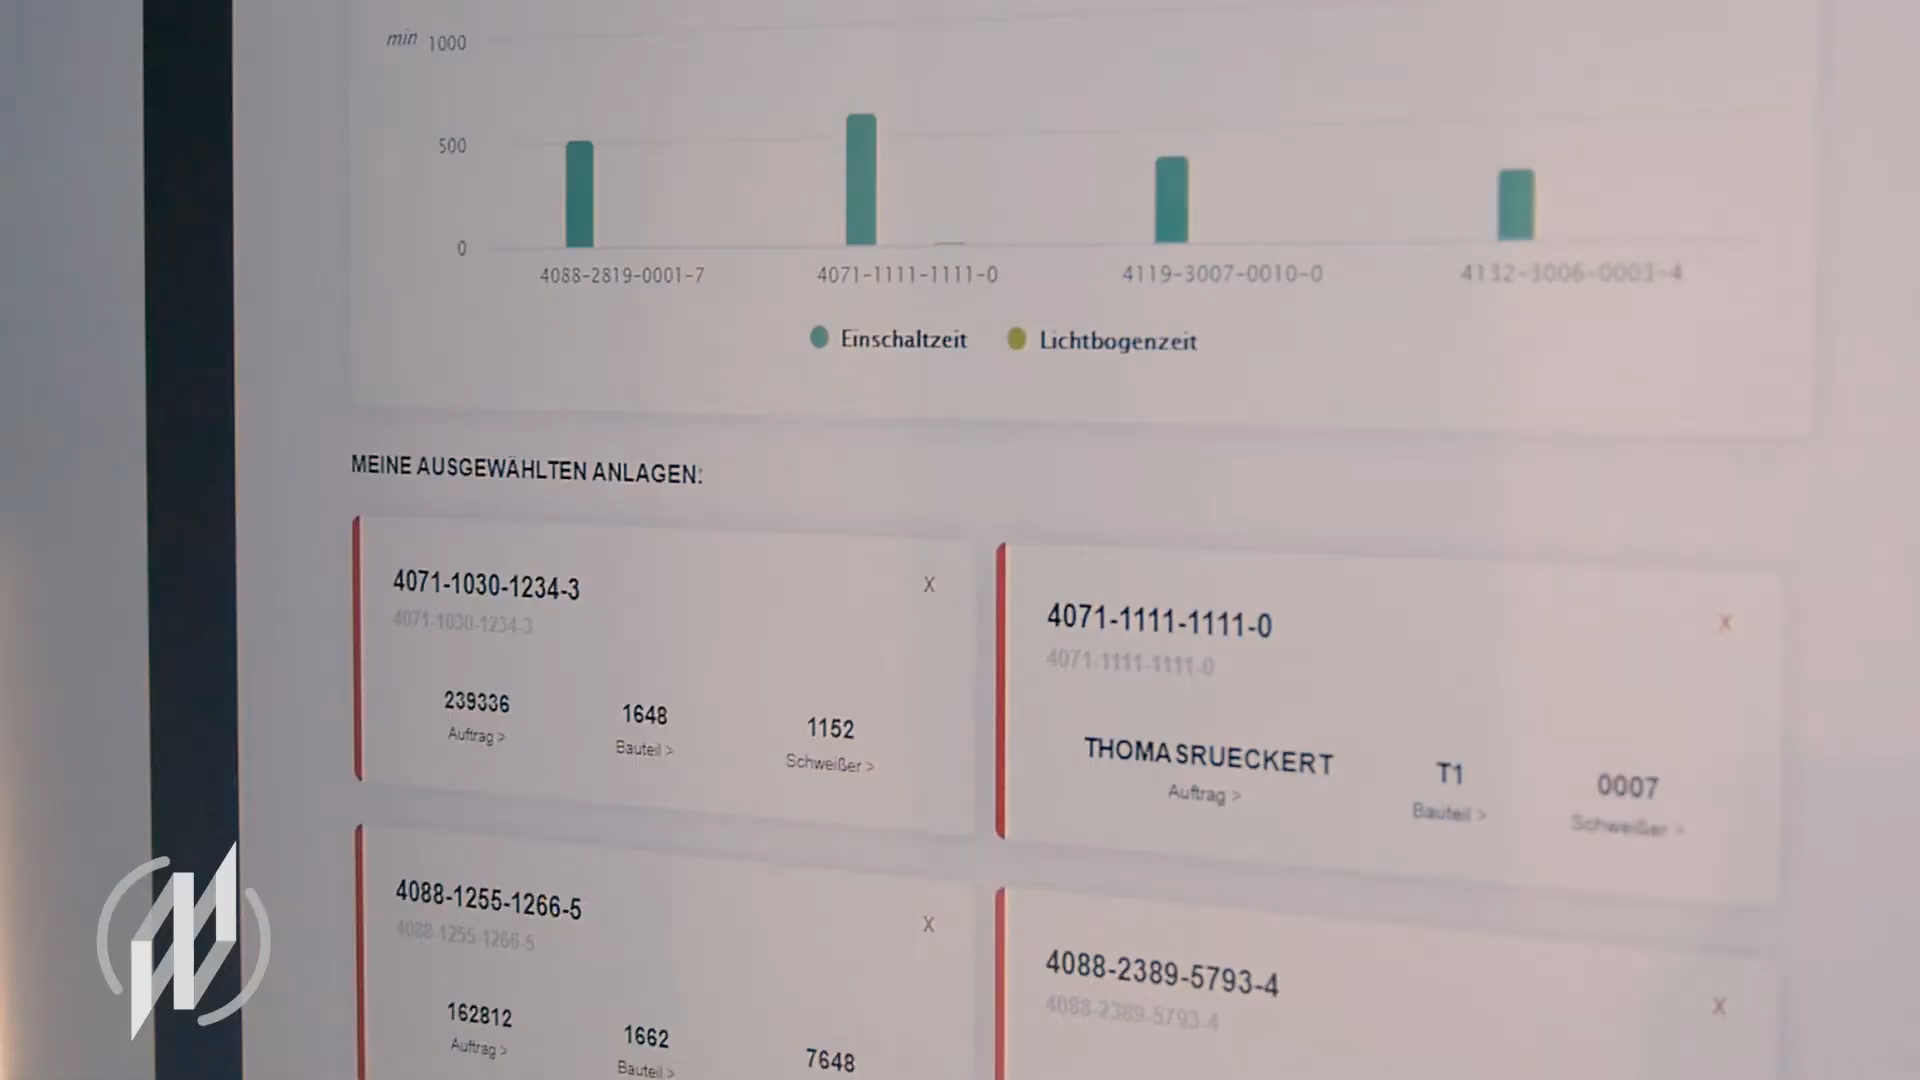 min 1000
500
0
4088-2819-0001-7 4071-1111-1111-0 4119-3007-0010-0 4132-3006-0003-4
Einschaltzeit Lichtbogenzeit
MEINE AUSGEWÄHLTEN ANLAGEN:
4071-1030-1234-3 X
4071-1030-1234-3
239336 1648 1152
Auftrag > Bauteil > Schweißer >
4071-1111-1111-0 X
4071-1111-1111-0
THOMASRUECKERT T1 0007
Auftrag > Bauteil > Schweißer >
4088-1255-1266-5 X
4088-1255-1266-5
162812 1662 7648
Auftrag > Bauteil >
4088-2389-5793-4 X
4088-2389-5793-4